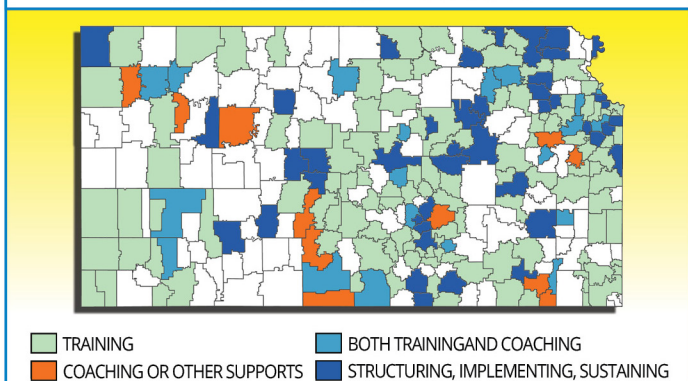 TRAINING
BOTH TRAININGAND COACHING
COACHING OR OTHER SUPPORTS
STRUCTURING, IMPLEMENTING, SUSTAINING